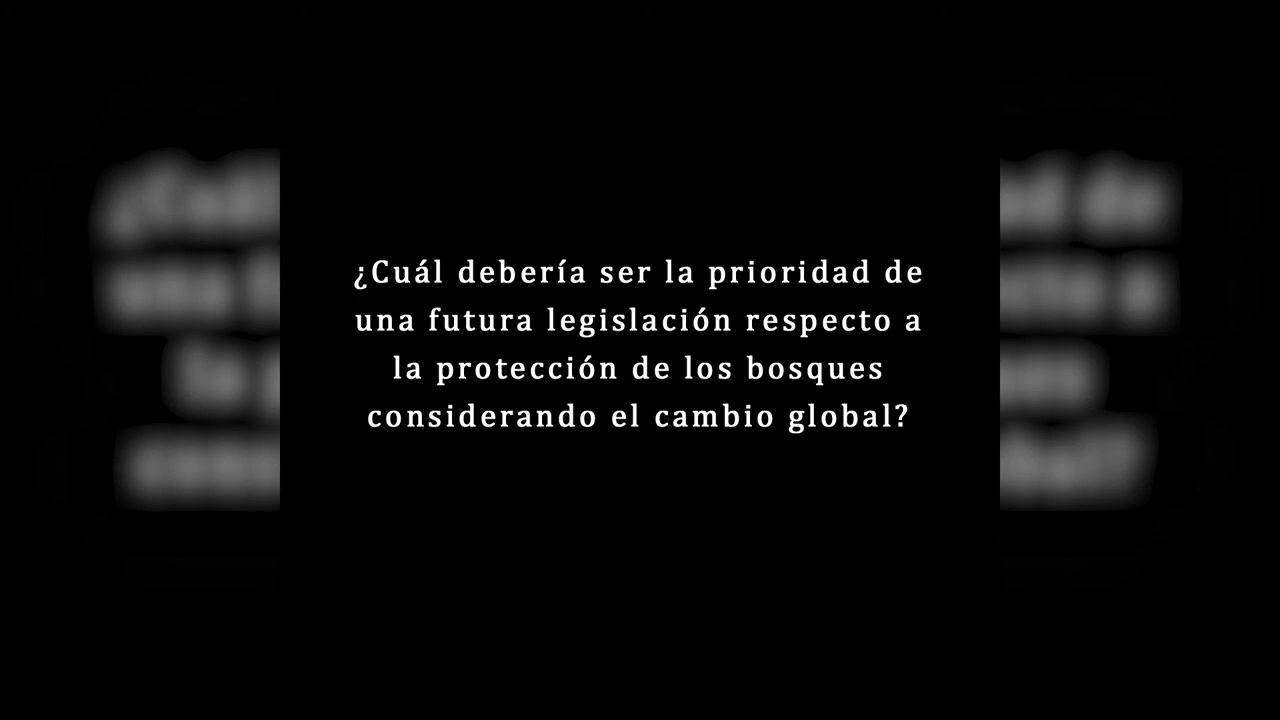 ¿Cuál debería ser la prioridad de
una futura legislación respecto a
la protección de los bosques
considerando el cambio global?